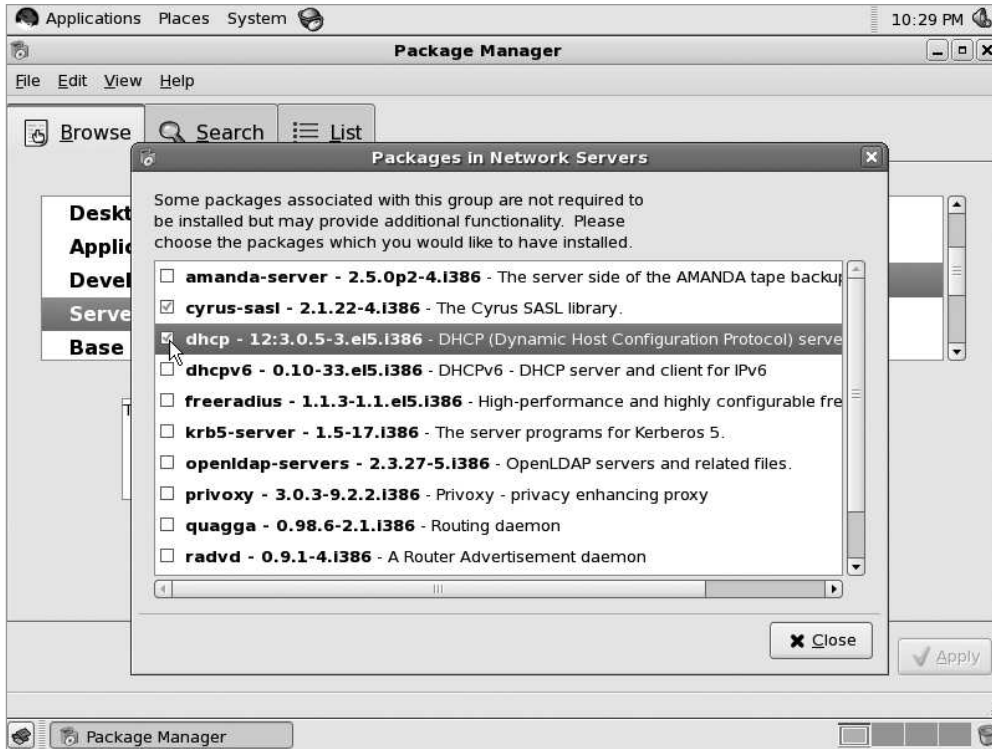 Applications Places System 10:29 PM
Package Manager
File Edit View Help
Browse Search List
Packages in Network Servers
Some packages associated with this group are not required to
be installed but may provide additional functionality. Please
choose the packages which you would like to have installed.
Deskt
Applic
Devel
Serve
Base
T
amanda-server - 2.5.0p2-4.i386 - The server side of the AMANDA tape backup
cyrus-sasl - 2.1.22-4.i386 - The Cyrus SASL library.
dhcp - 12:3.0.5-3.el5.i386 - DHCP (Dynamic Host Configuration Protocol) serve
dhcpv6 - 0.10-33.el5.i386 - DHCPv6 - DHCP server and client for IPv6
freeradius - 1.1.3-1.1.el5.i386 - High-performance and highly configurable fre
krb5-server - 1.5-17.i386 - The server programs for Kerberos 5.
openldap-servers - 2.3.27-5.i386 - OpenLDAP servers and related files.
privoxy - 3.0.3-9.2.2.i386 - Privoxy - privacy enhancing proxy
quagga - 0.98.6-2.1.i386 - Routing daemon
radvd - 0.9.1-4.i386 - A Router Advertisement daemon
Close
Apply
Package Manager